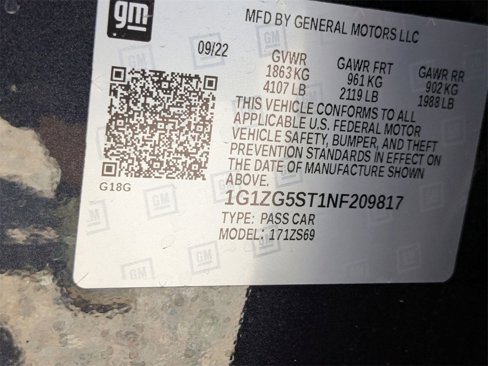 gm
MFD BY GENERAL MOTORS LLC
09/22
GVWR GAWR FRT GAWR RR
1863 KG 961 KG 902 KG
4107 LB 2119 LB 1988 LB
THIS VEHICLE CONFORMS TO ALL
APPLICABLE U.S. FEDERAL MOTOR
VEHICLE SAFETY, BUMPER, AND THEFT
PREVENTION STANDARDS IN EFFECT ON
THE DATE OF MANUFACTURE SHOWN
ABOVE.
G18G
1G1ZG5ST1NF209817
TYPE: PASS CAR
MODEL: 171ZS69